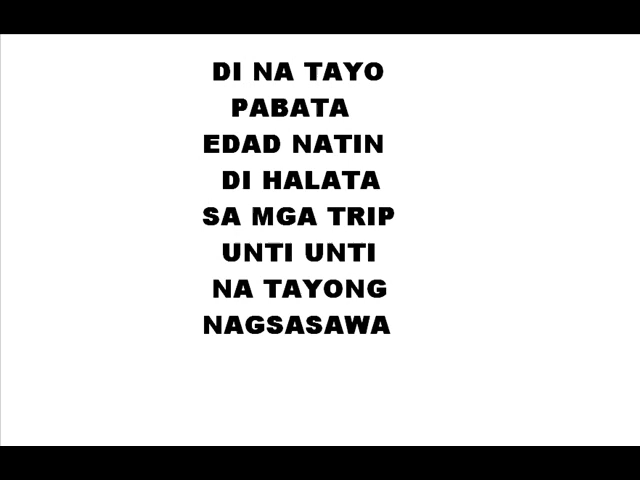 DI NA TAYO
PABATA
EDAD NATIN
DI HALATA
SA MGA TRIP
UNTI UNTI
NA TAYONG
NAGSASAWA